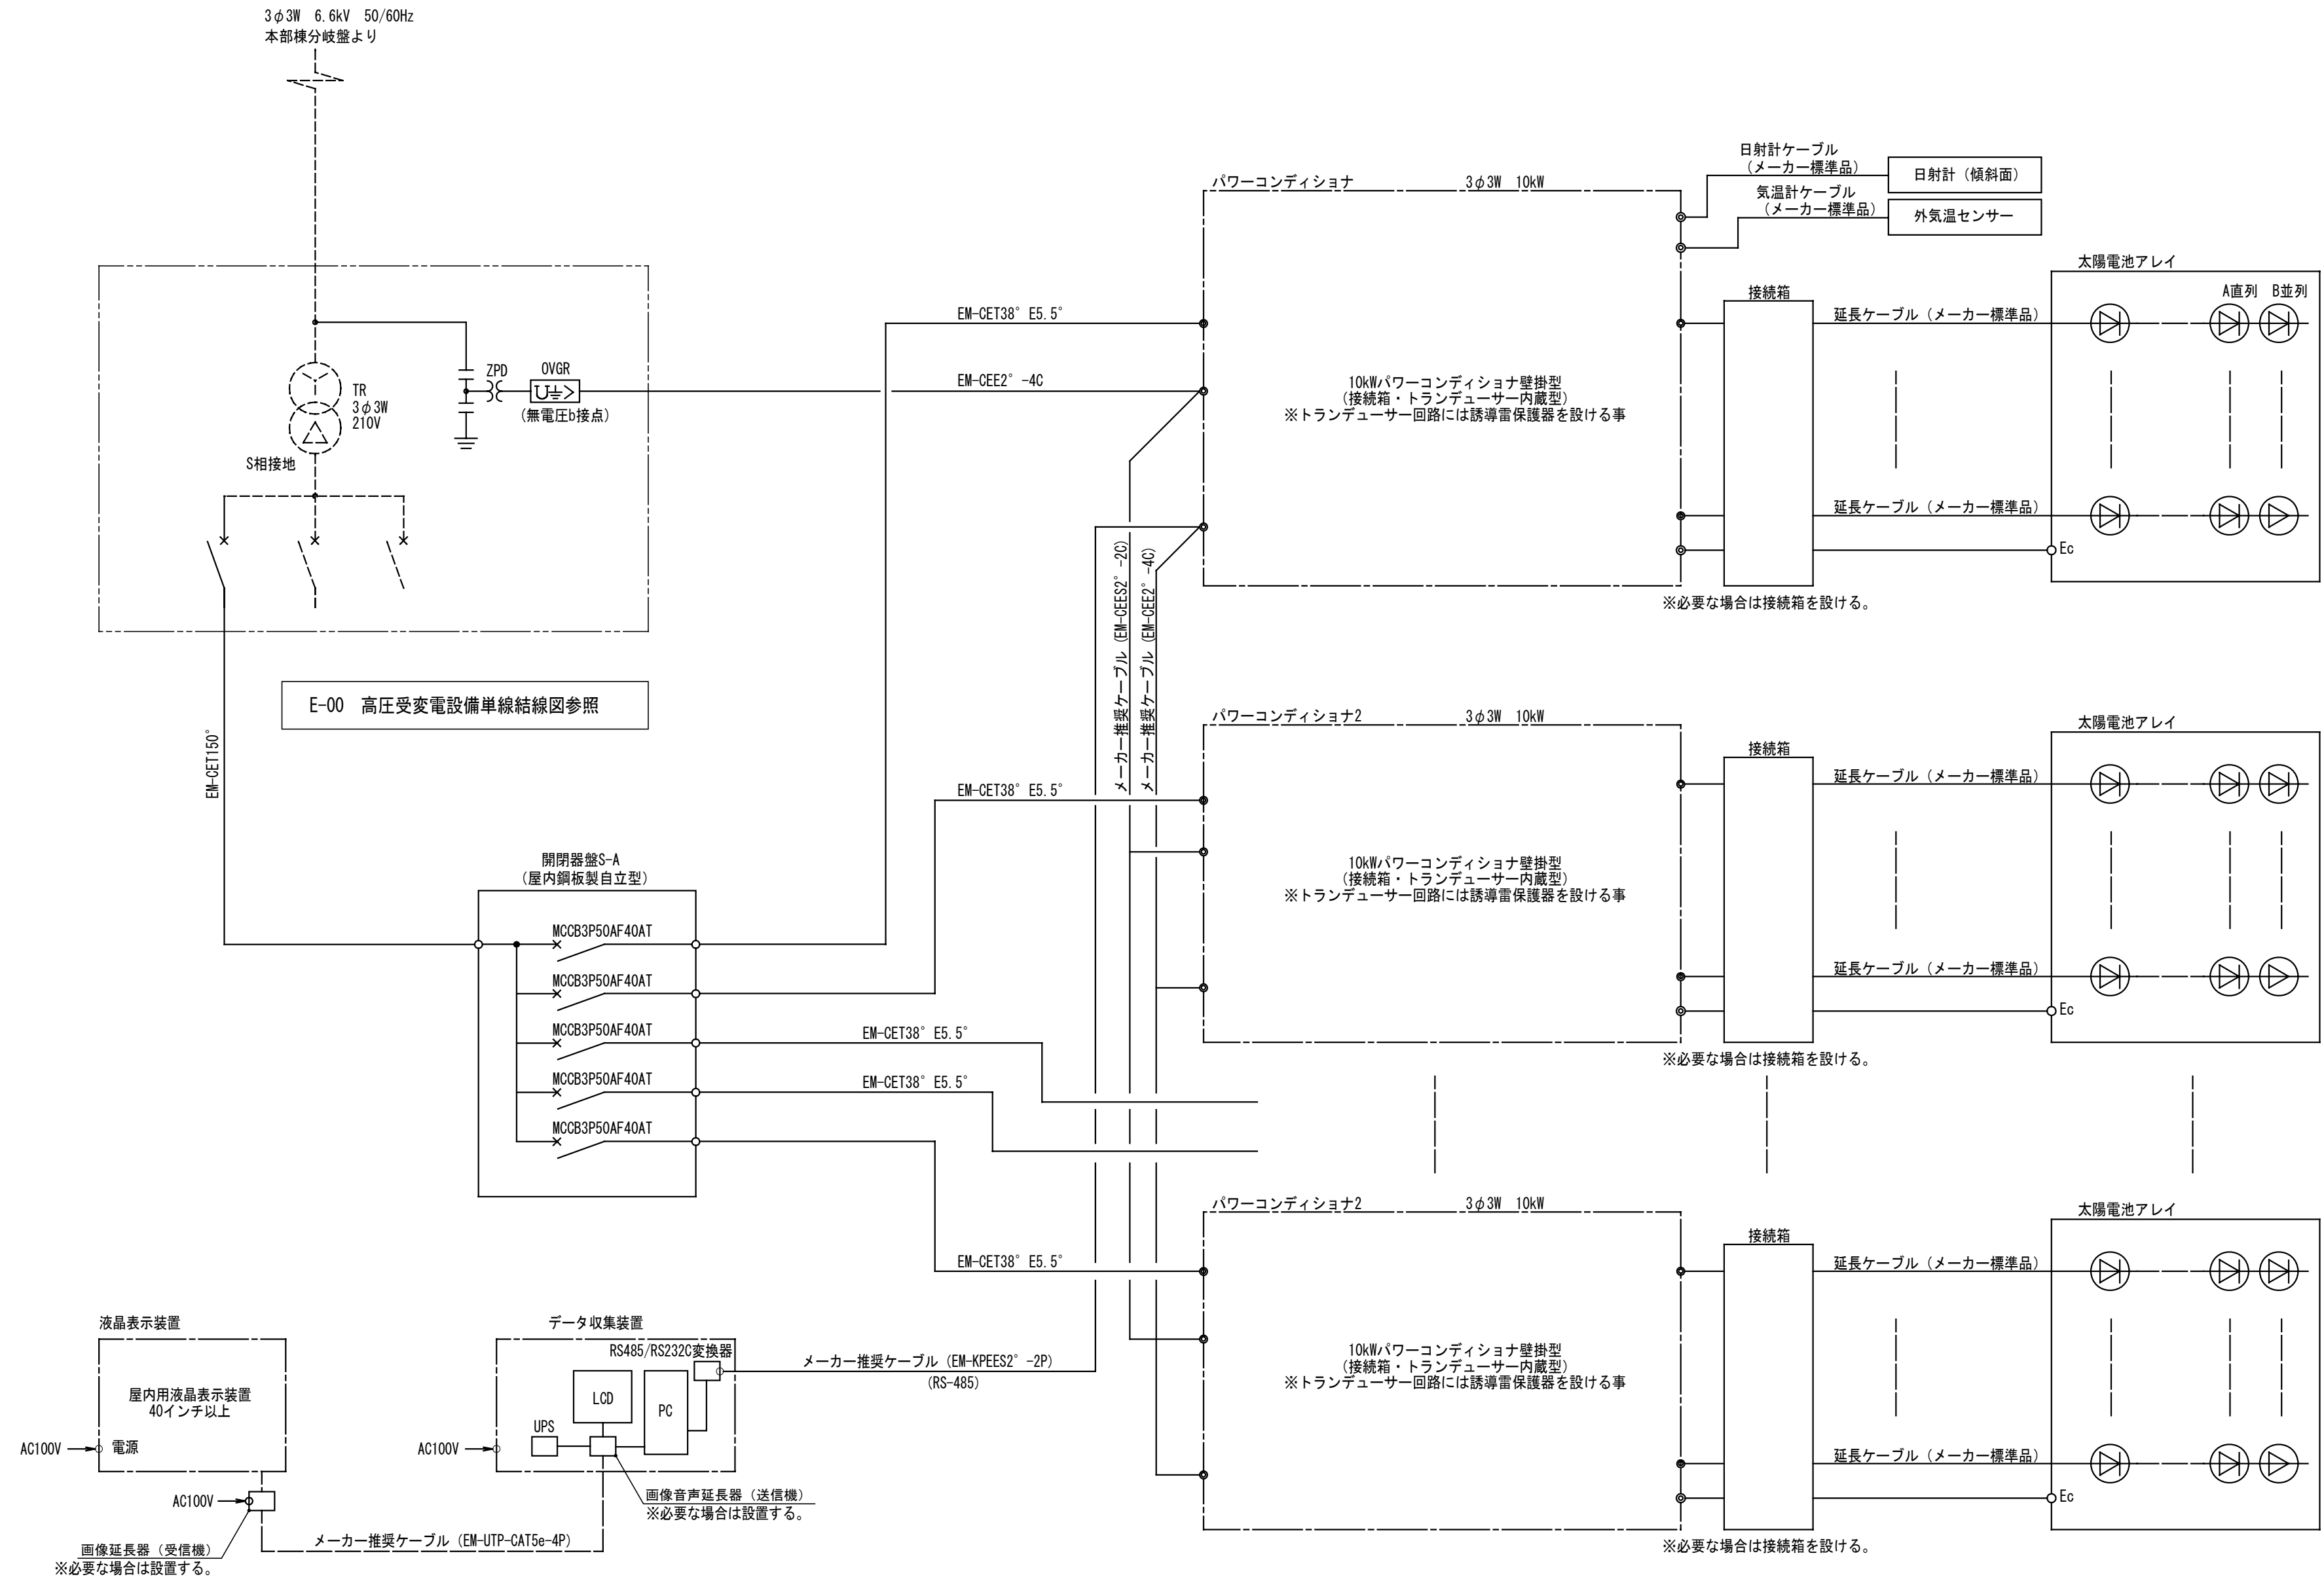 3φ3W 6.6kV 50/60Hz
本部棟分岐盤より
TR
3φ3W
210V
S相接地
ZPD
OVGR
(無電圧b接点)
E-00 高圧受変電設備単線結線図参照
EM-CET150°
開閉器盤S-A
(屋内鋼板製自立型)
MCCB3P50AF40AT
MCCB3P50AF40AT
MCCB3P50AF40AT
MCCB3P50AF40AT
MCCB3P50AF40AT
EM-CET38°E5.5°
EM-CEE2°-4C
EM-CET38°E5.5°
EM-CET38°E5.5°
EM-CET38°E5.5°
EM-CET38°E5.5°
メーカー推奨ケーブル (EM-CEES2°-2C)
メーカー推奨ケーブル (EM-CEE2°-4C)
パワーコンディショナ 3φ3W 10kW
10kWパワーコンディショナ壁掛型
(接続箱・トランデューサー内蔵型)
※トランデューサー回路には誘導雷保護器を設ける事
日射計ケーブル
(メーカー標準品)
日射計 (傾斜面)
気温計ケーブル
(メーカー標準品)
外気温センサー
接続箱
※必要な場合は接続箱を設ける。
延長ケーブル (メーカー標準品)
延長ケーブル (メーカー標準品)
太陽電池アレイ
A直列 B並列
Ec
パワーコンディショナ2 3φ3W 10kW
10kWパワーコンディショナ壁掛型
(接続箱・トランデューサー内蔵型)
※トランデューサー回路には誘導雷保護器を設ける事
接続箱
※必要な場合は接続箱を設ける。
延長ケーブル (メーカー標準品)
延長ケーブル (メーカー標準品)
太陽電池アレイ
Ec
パワーコンディショナ2 3φ3W 10kW
10kWパワーコンディショナ壁掛型
(接続箱・トランデューサー内蔵型)
※トランデューサー回路には誘導雷保護器を設ける事
接続箱
※必要な場合は接続箱を設ける。
延長ケーブル (メーカー標準品)
延長ケーブル (メーカー標準品)
太陽電池アレイ
Ec
液晶表示装置
屋内用液晶表示装置
40インチ以上
AC100V
電源
AC100V
画像延長器 (受信機)
※必要な場合は設置する。
メーカー推奨ケーブル (EM-UTP-CAT5e-4P)
データ収集装置
RS485/RS232C変換器
LCD
PC
UPS
AC100V
画像音声延長器 (送信機)
※必要な場合は設置する。
メーカー推奨ケーブル (EM-KPEES2°-2P)
(RS-485)